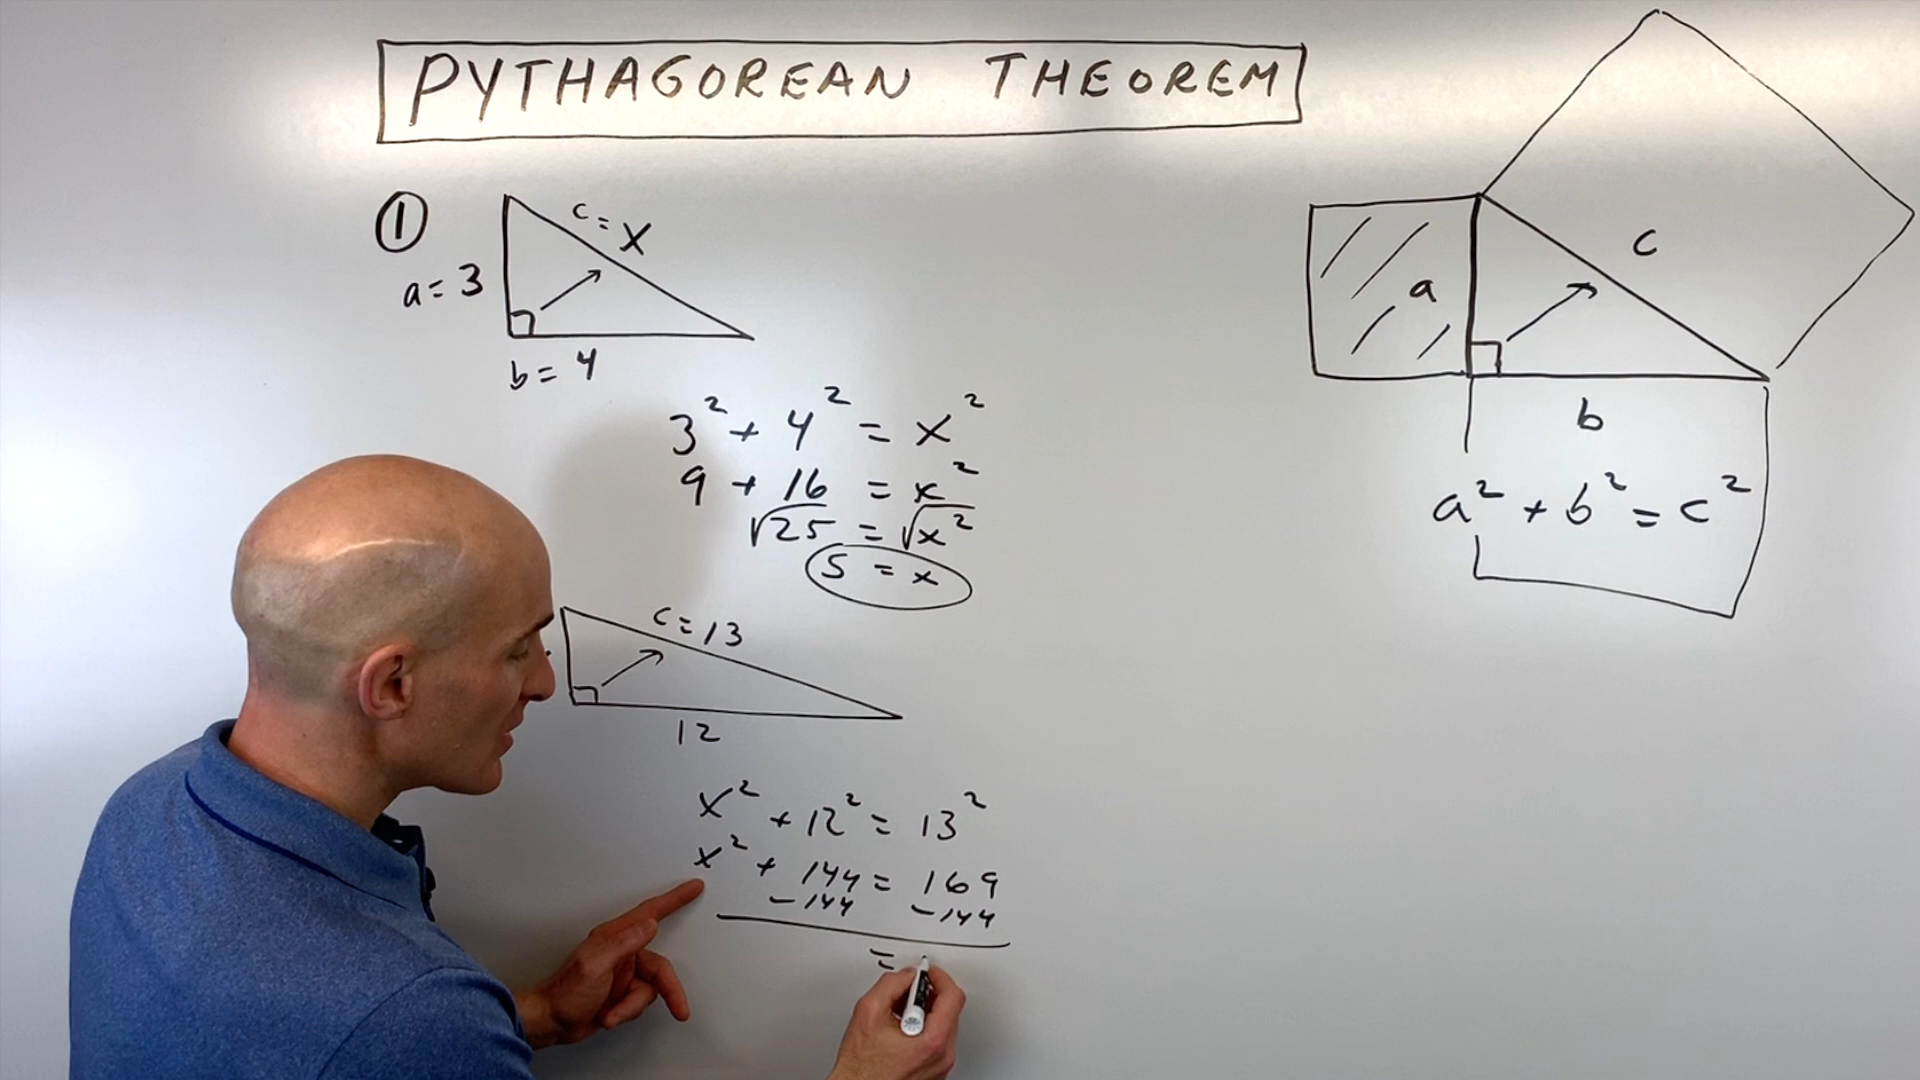 PYTHAGOREAN THEOREM
①
c = x
a = 3
b = 4
3² + 4² = x²
9 + 16 = x²
√25 = √x²
5 = x
c = 13
12
x² + 12² = 13²
x² + 144 = 169
-144 -144
=
c
a
b
a² + b² = c²